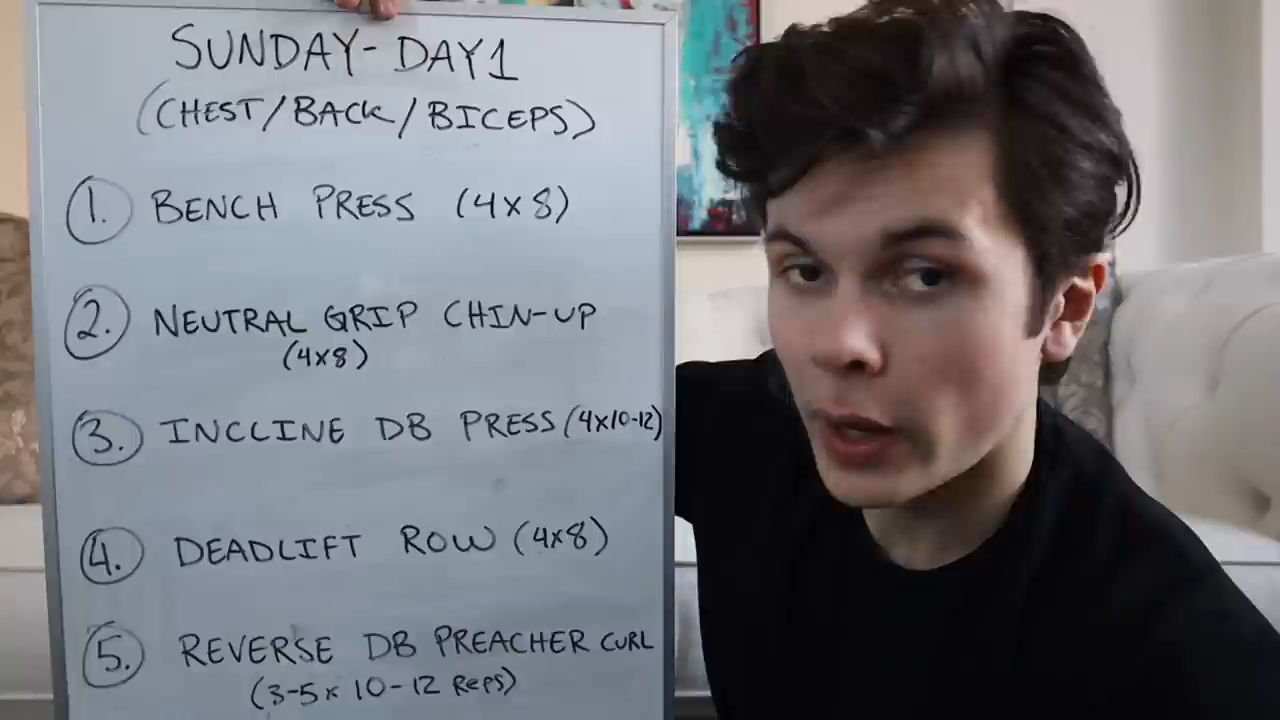 SUNDAY-DAY1
(CHEST/BACK/BICEPS)
1. BENCH PRESS (4x8)
2. NEUTRAL GRIP CHIN-UP
(4x8)
3. INCLINE DB PRESS (4x10-12)
4. DEADLIFT ROW (4x8)
5. REVERSE DB PREACHER CURL
(3-5x 10-12 Reps)